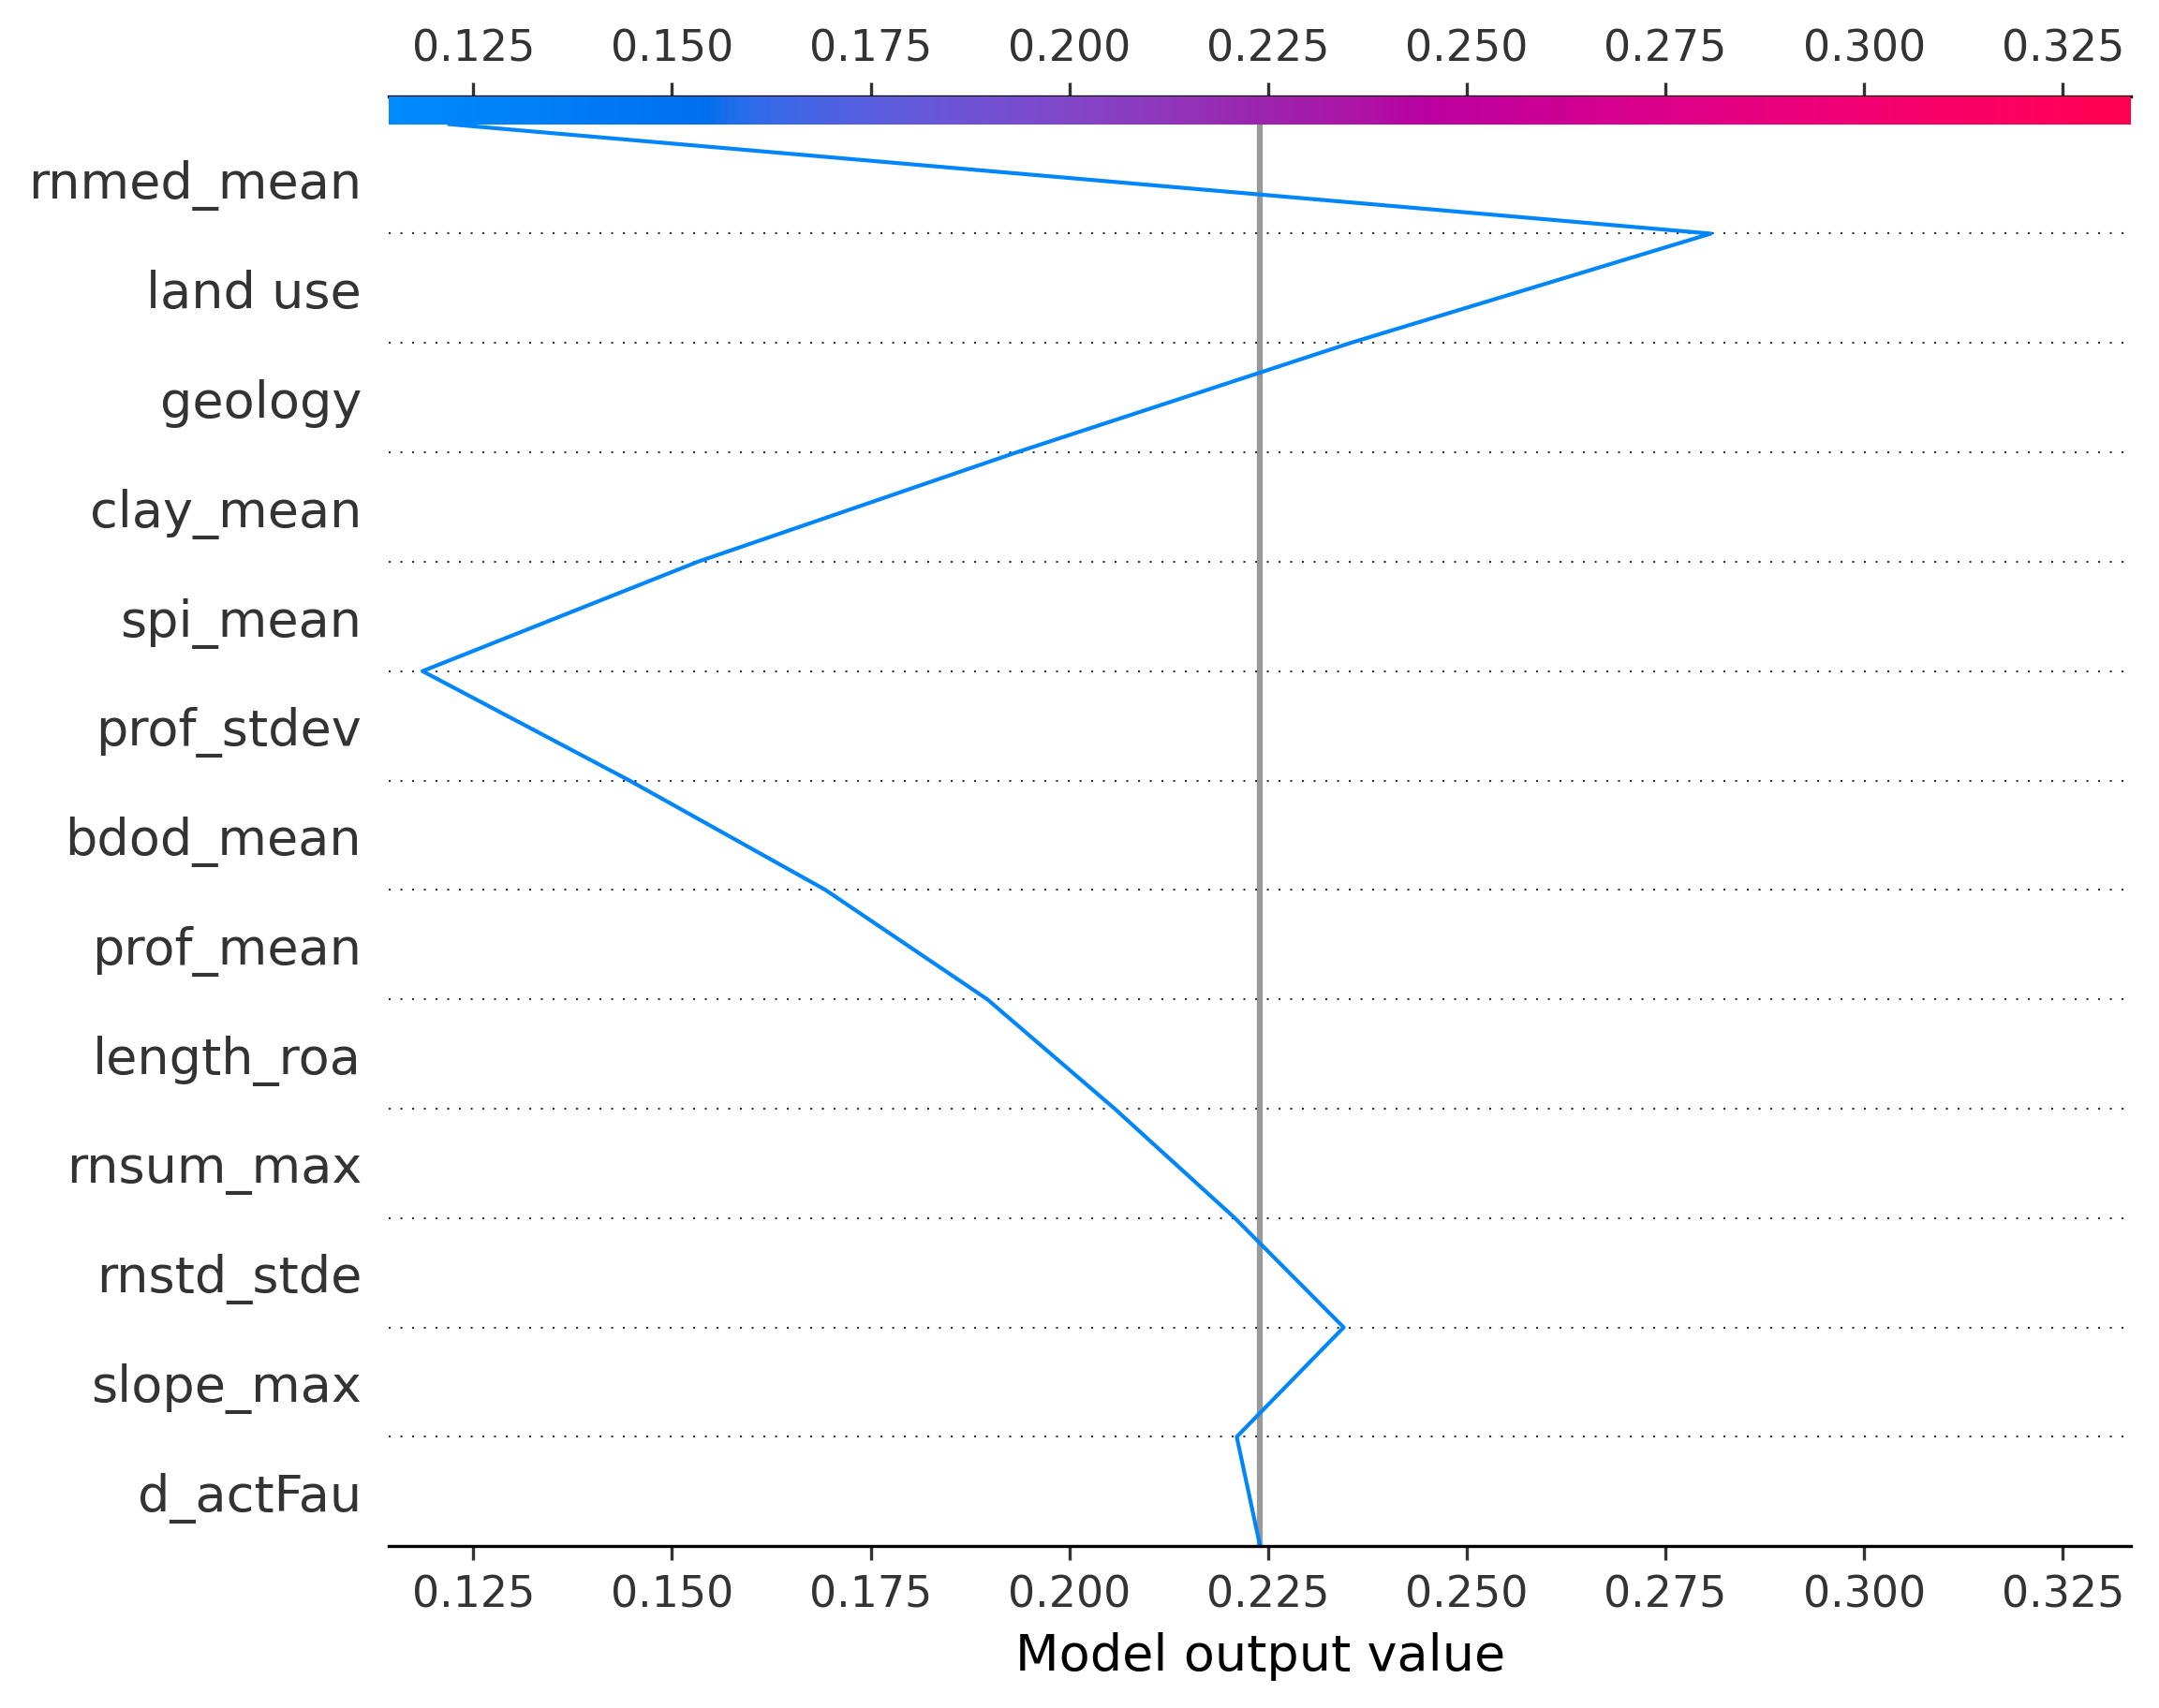 0.125 0.150 0.175 0.200 0.225 0.250 0.275 0.300 0.325
rnmed_mean
land use
geology
clay_mean
spi_mean
prof_stdev
bdod_mean
prof_mean
length_roa
rnsum_max
rnstd_stde
slope_max
d_actFau
0.125 0.150 0.175 0.200 0.225 0.250 0.275 0.300 0.325
Model output value